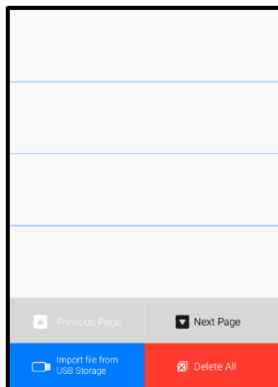 Previous Page
Next Page
Import file from
USB Storage
Delete All